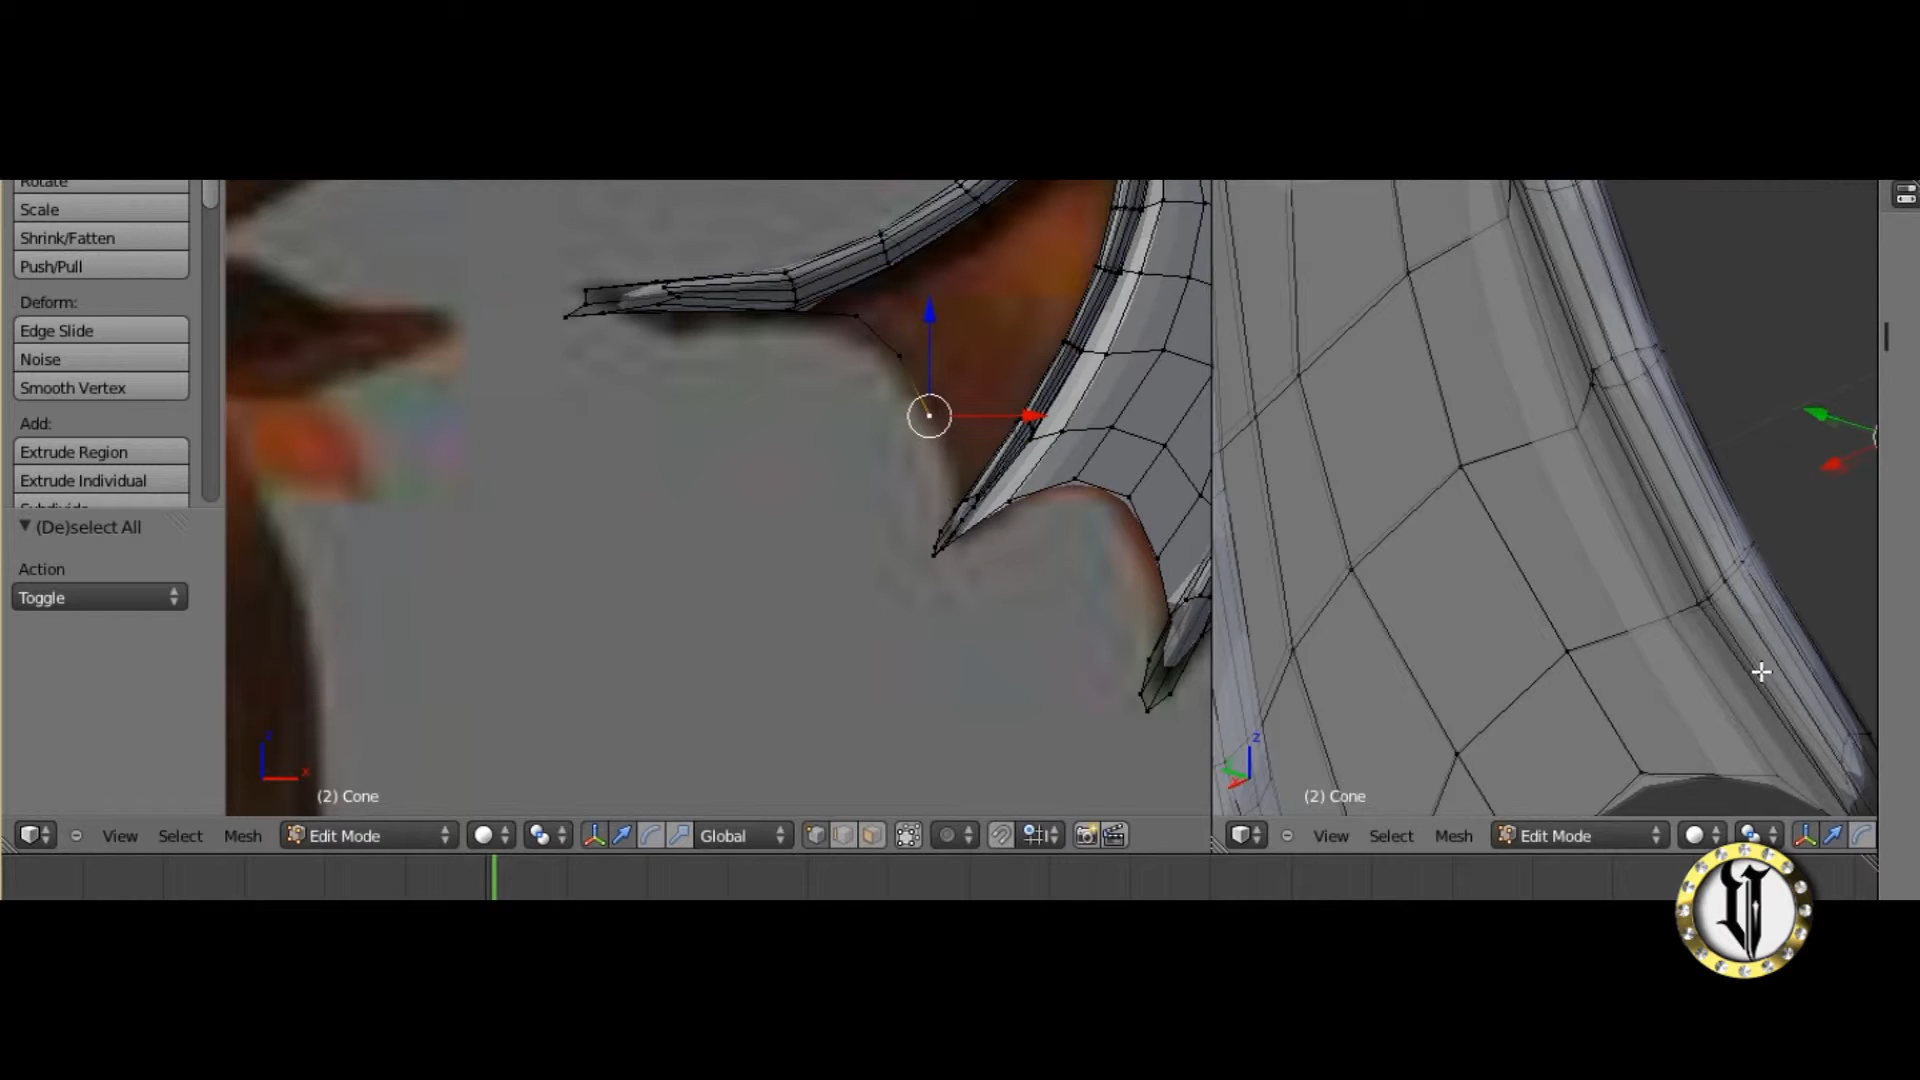 Rotate
Scale
Shrink/Fatten
Push/Pull
Deform:
Edge Slide
Noise
Smooth Vertex
Add:
Extrude Region
Extrude Individual
Subdivide
(De)select All
Action
Toggle
z
x
(2) Cone
z
x
(2) Cone
View Select Mesh Edit Mode Global
View Select Mesh Edit Mode